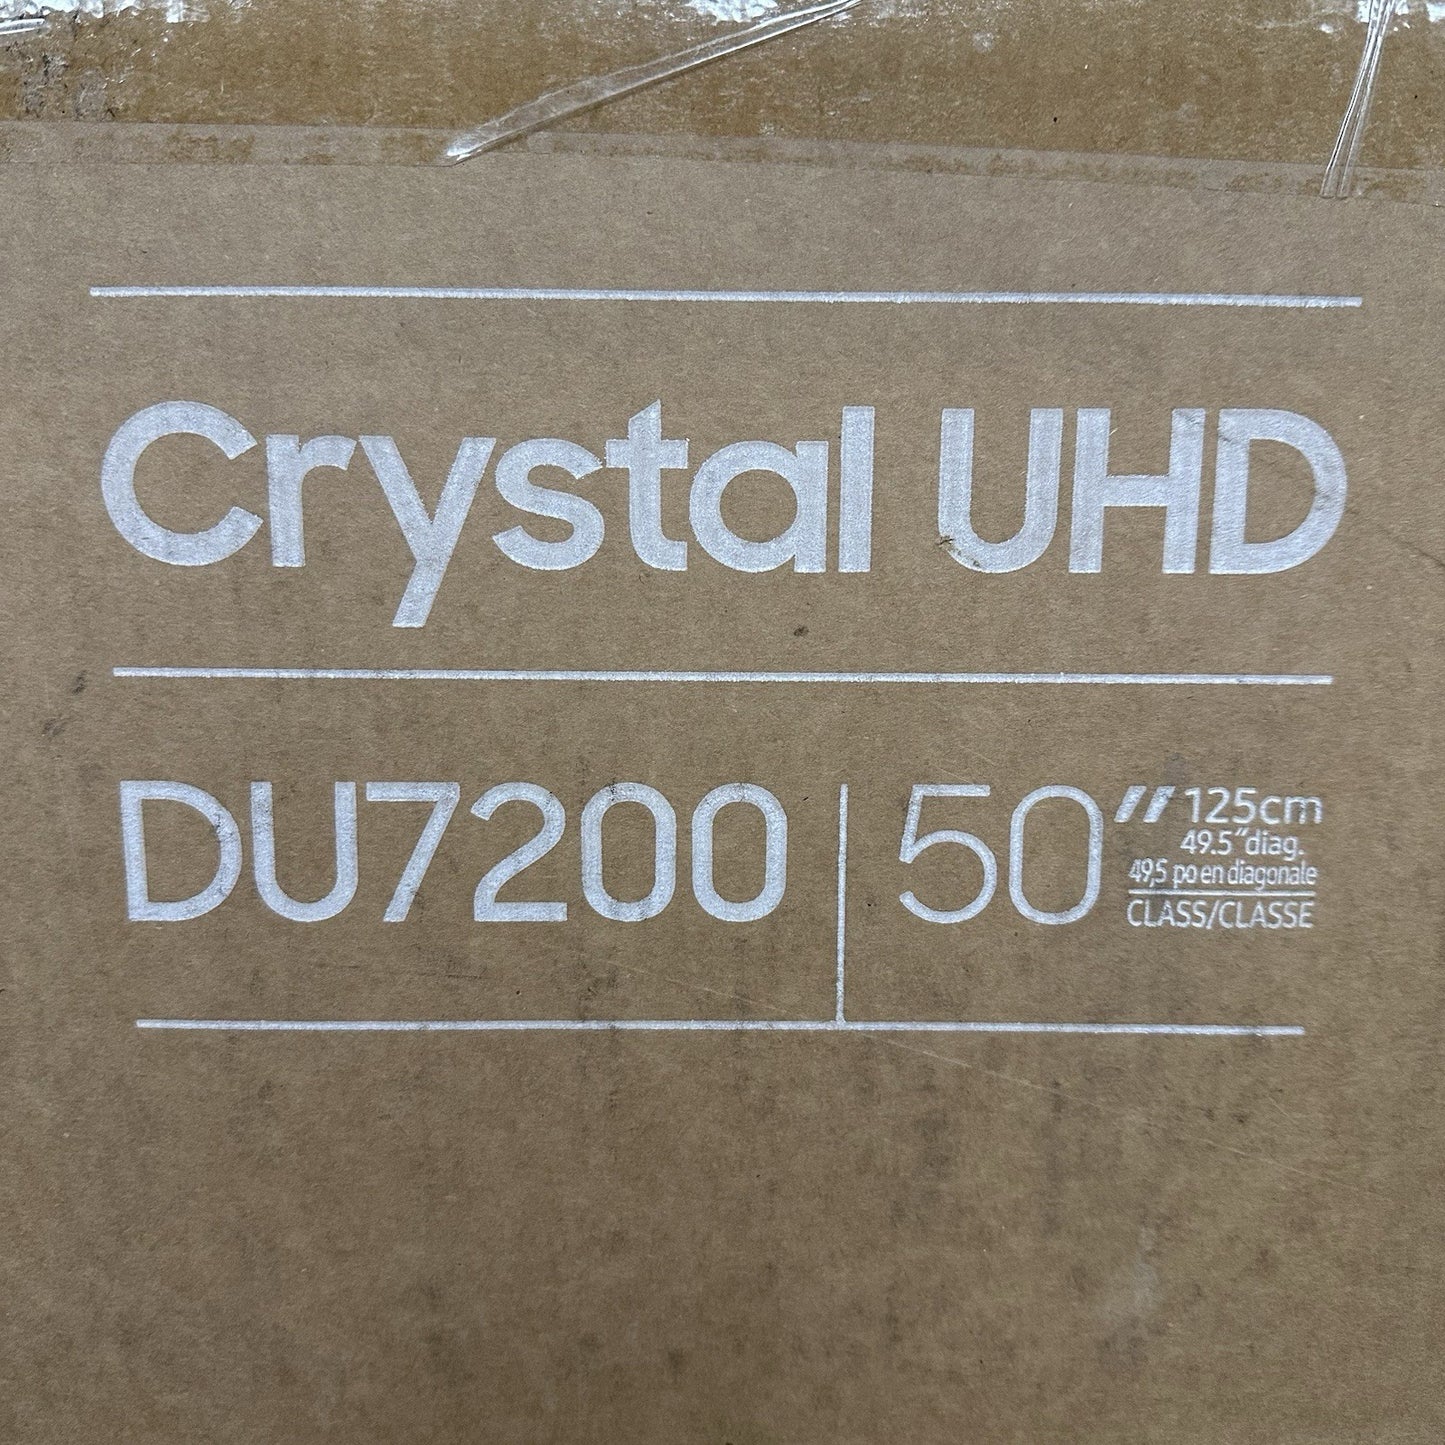 Crystal UHD
DU7200
50” 125cm
49.5”diag.
49,5 po en diagonale
CLASS/CLASSE